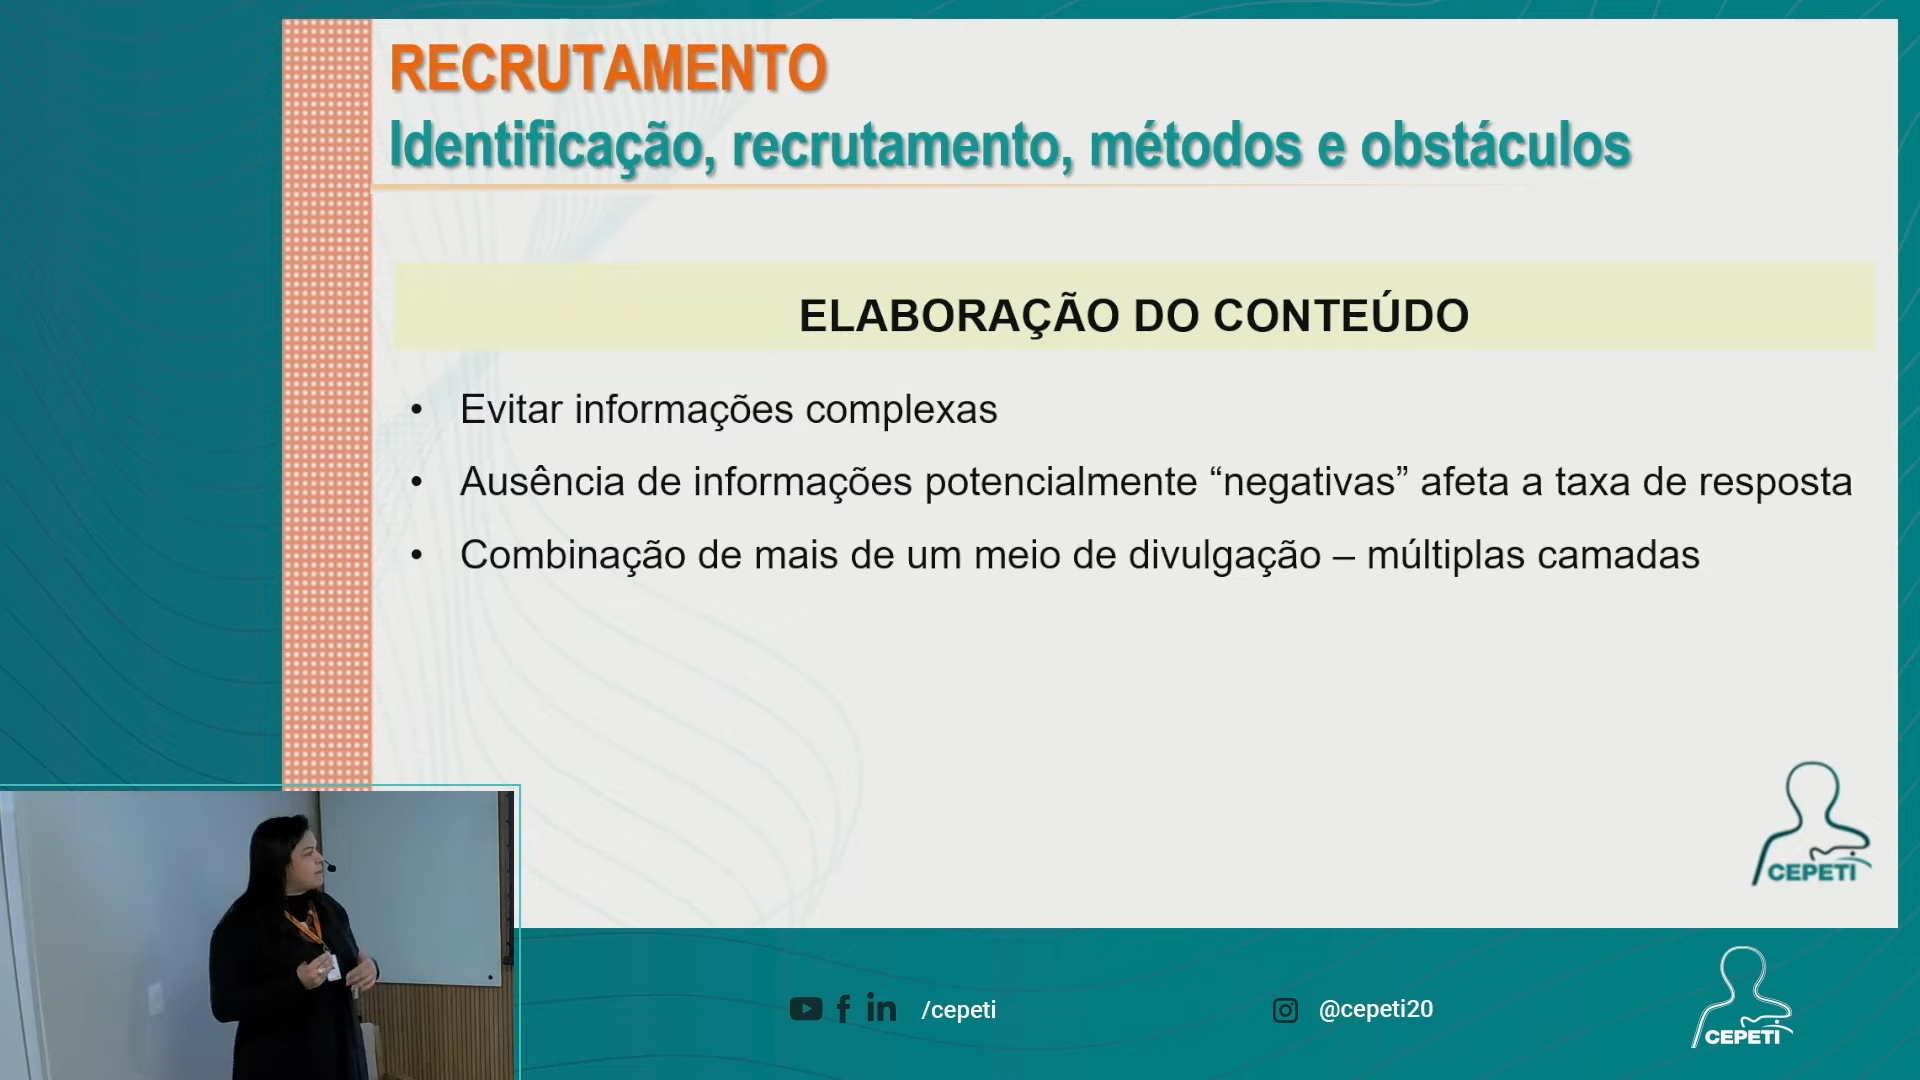 RECRUTAMENTO
Identificação, recrutamento, métodos e obstáculos
ELABORAÇÃO DO CONTEÚDO
• Evitar informações complexas
• Ausência de informações potencialmente “negativas” afeta a taxa de resposta
• Combinação de mais de um meio de divulgação – múltiplas camadas
CEPETI
/cepeti
@cepeti20
CEPETI